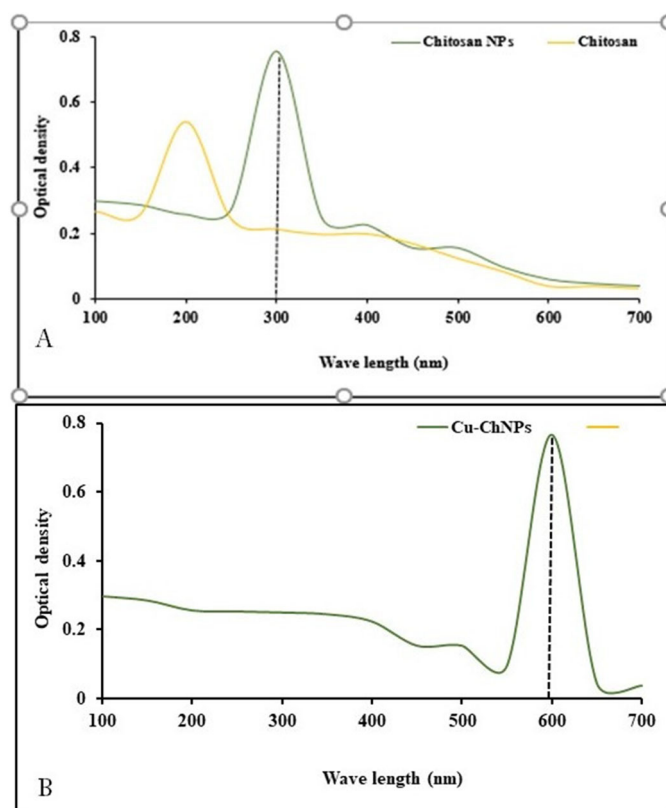 0.8
Chitosan NPs Chitosan
0.6
0.4
0.2
0
Optical density
100 200 300 400 500 600 700
A
Wave length (nm)
0.8
Cu-ChNPs
0.6
0.4
0.2
0
Optical density
100 200 300 400 500 600 700
B
Wave length (nm)